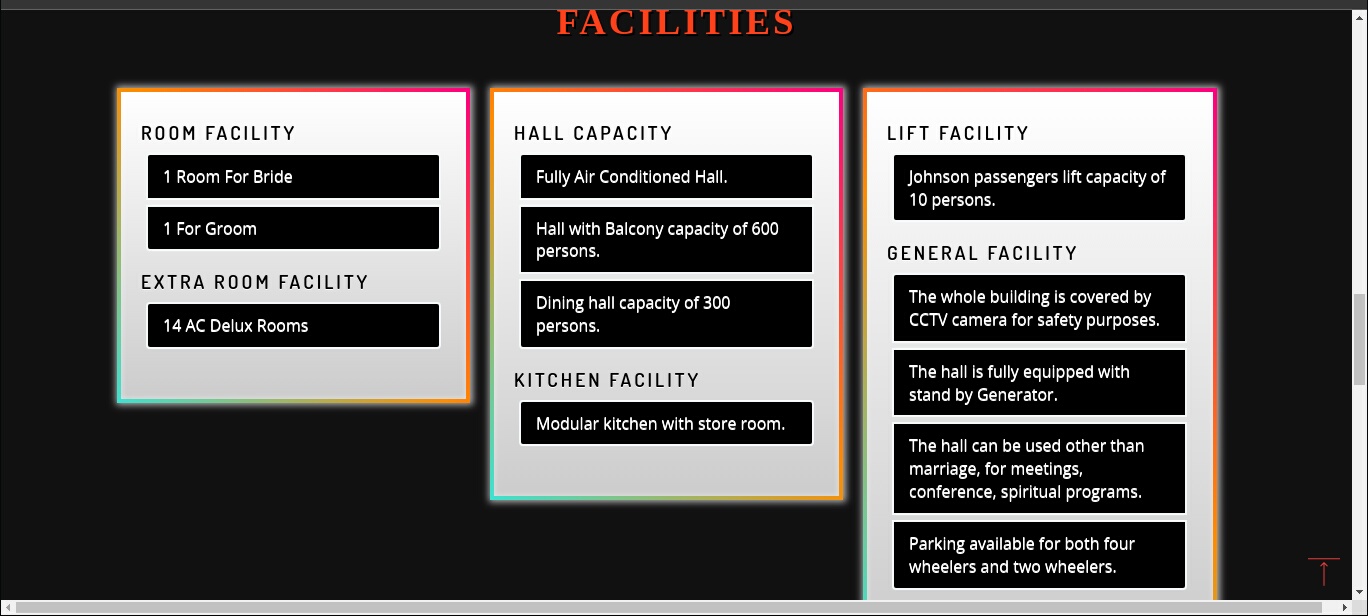 FACILITIES
ROOM FACILITY
1 Room For Bride
1 For Groom
EXTRA ROOM FACILITY
14 AC Delux Rooms
HALL CAPACITY
Fully Air Conditioned Hall.
Hall with Balcony capacity of 600
persons.
Dining hall capacity of 300
persons.
KITCHEN FACILITY
Modular kitchen with store room.
LIFT FACILITY
Johnson passengers lift capacity of
10 persons.
GENERAL FACILITY
The whole building is covered by
CCTV camera for safety purposes.
The hall is fully equipped with
stand by Generator.
The hall can be used other than
marriage, for meetings,
conference, spiritual programs.
Parking available for both four
wheelers and two wheelers.